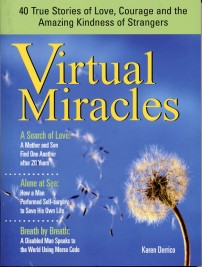 40 True Stories of Love, Courage and the
Amazing Kindness of Strangers
Virtual
Miracles
A Search of Love:
A Mother and Son
Find One Another
after 20 Years
Alone at Sea:
How a Man
Performed Self-surgery
to Save His Own Life
Breath by Breath:
A Disabled Man Speaks to
the World Using Morse Code
Karen Derrico